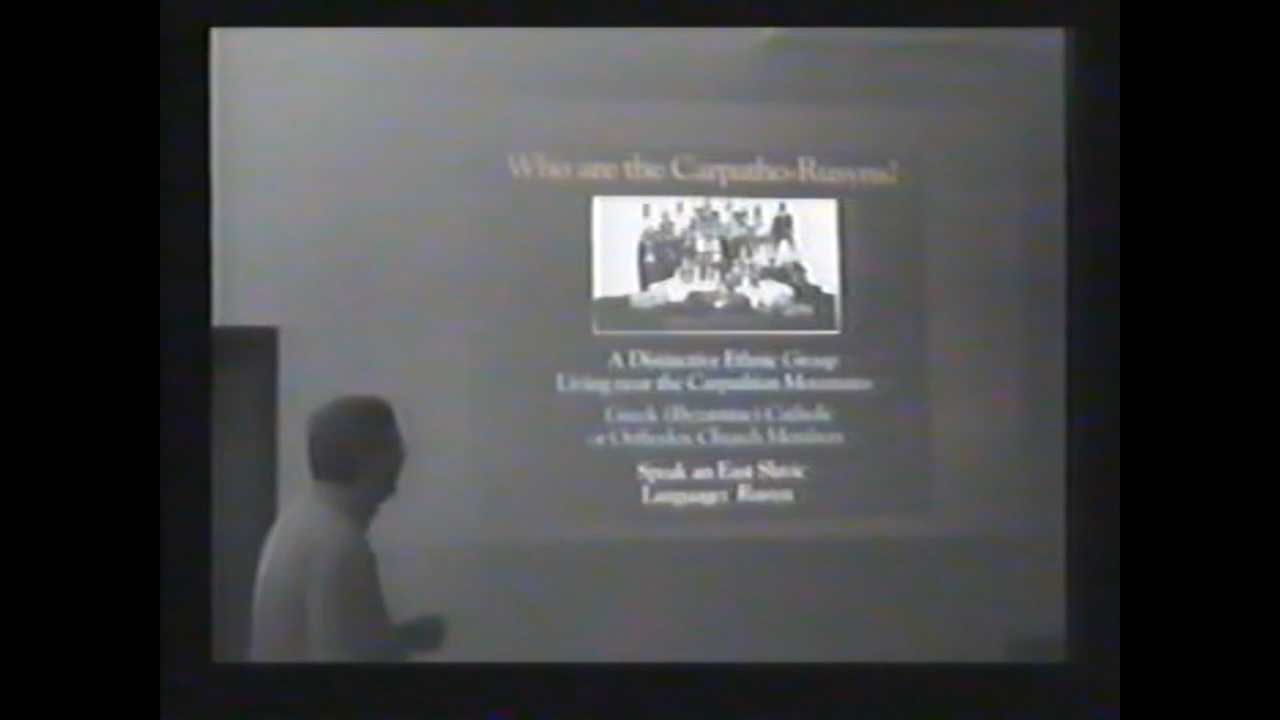 Who are the Carpatho-Rusyns?
A Distinctive Ethnic Group
Living near the Carpathian Mountains
Greek (Byzantine) Catholic
or Orthodox Church Members
Speak an East Slavic
Language: Rusyn